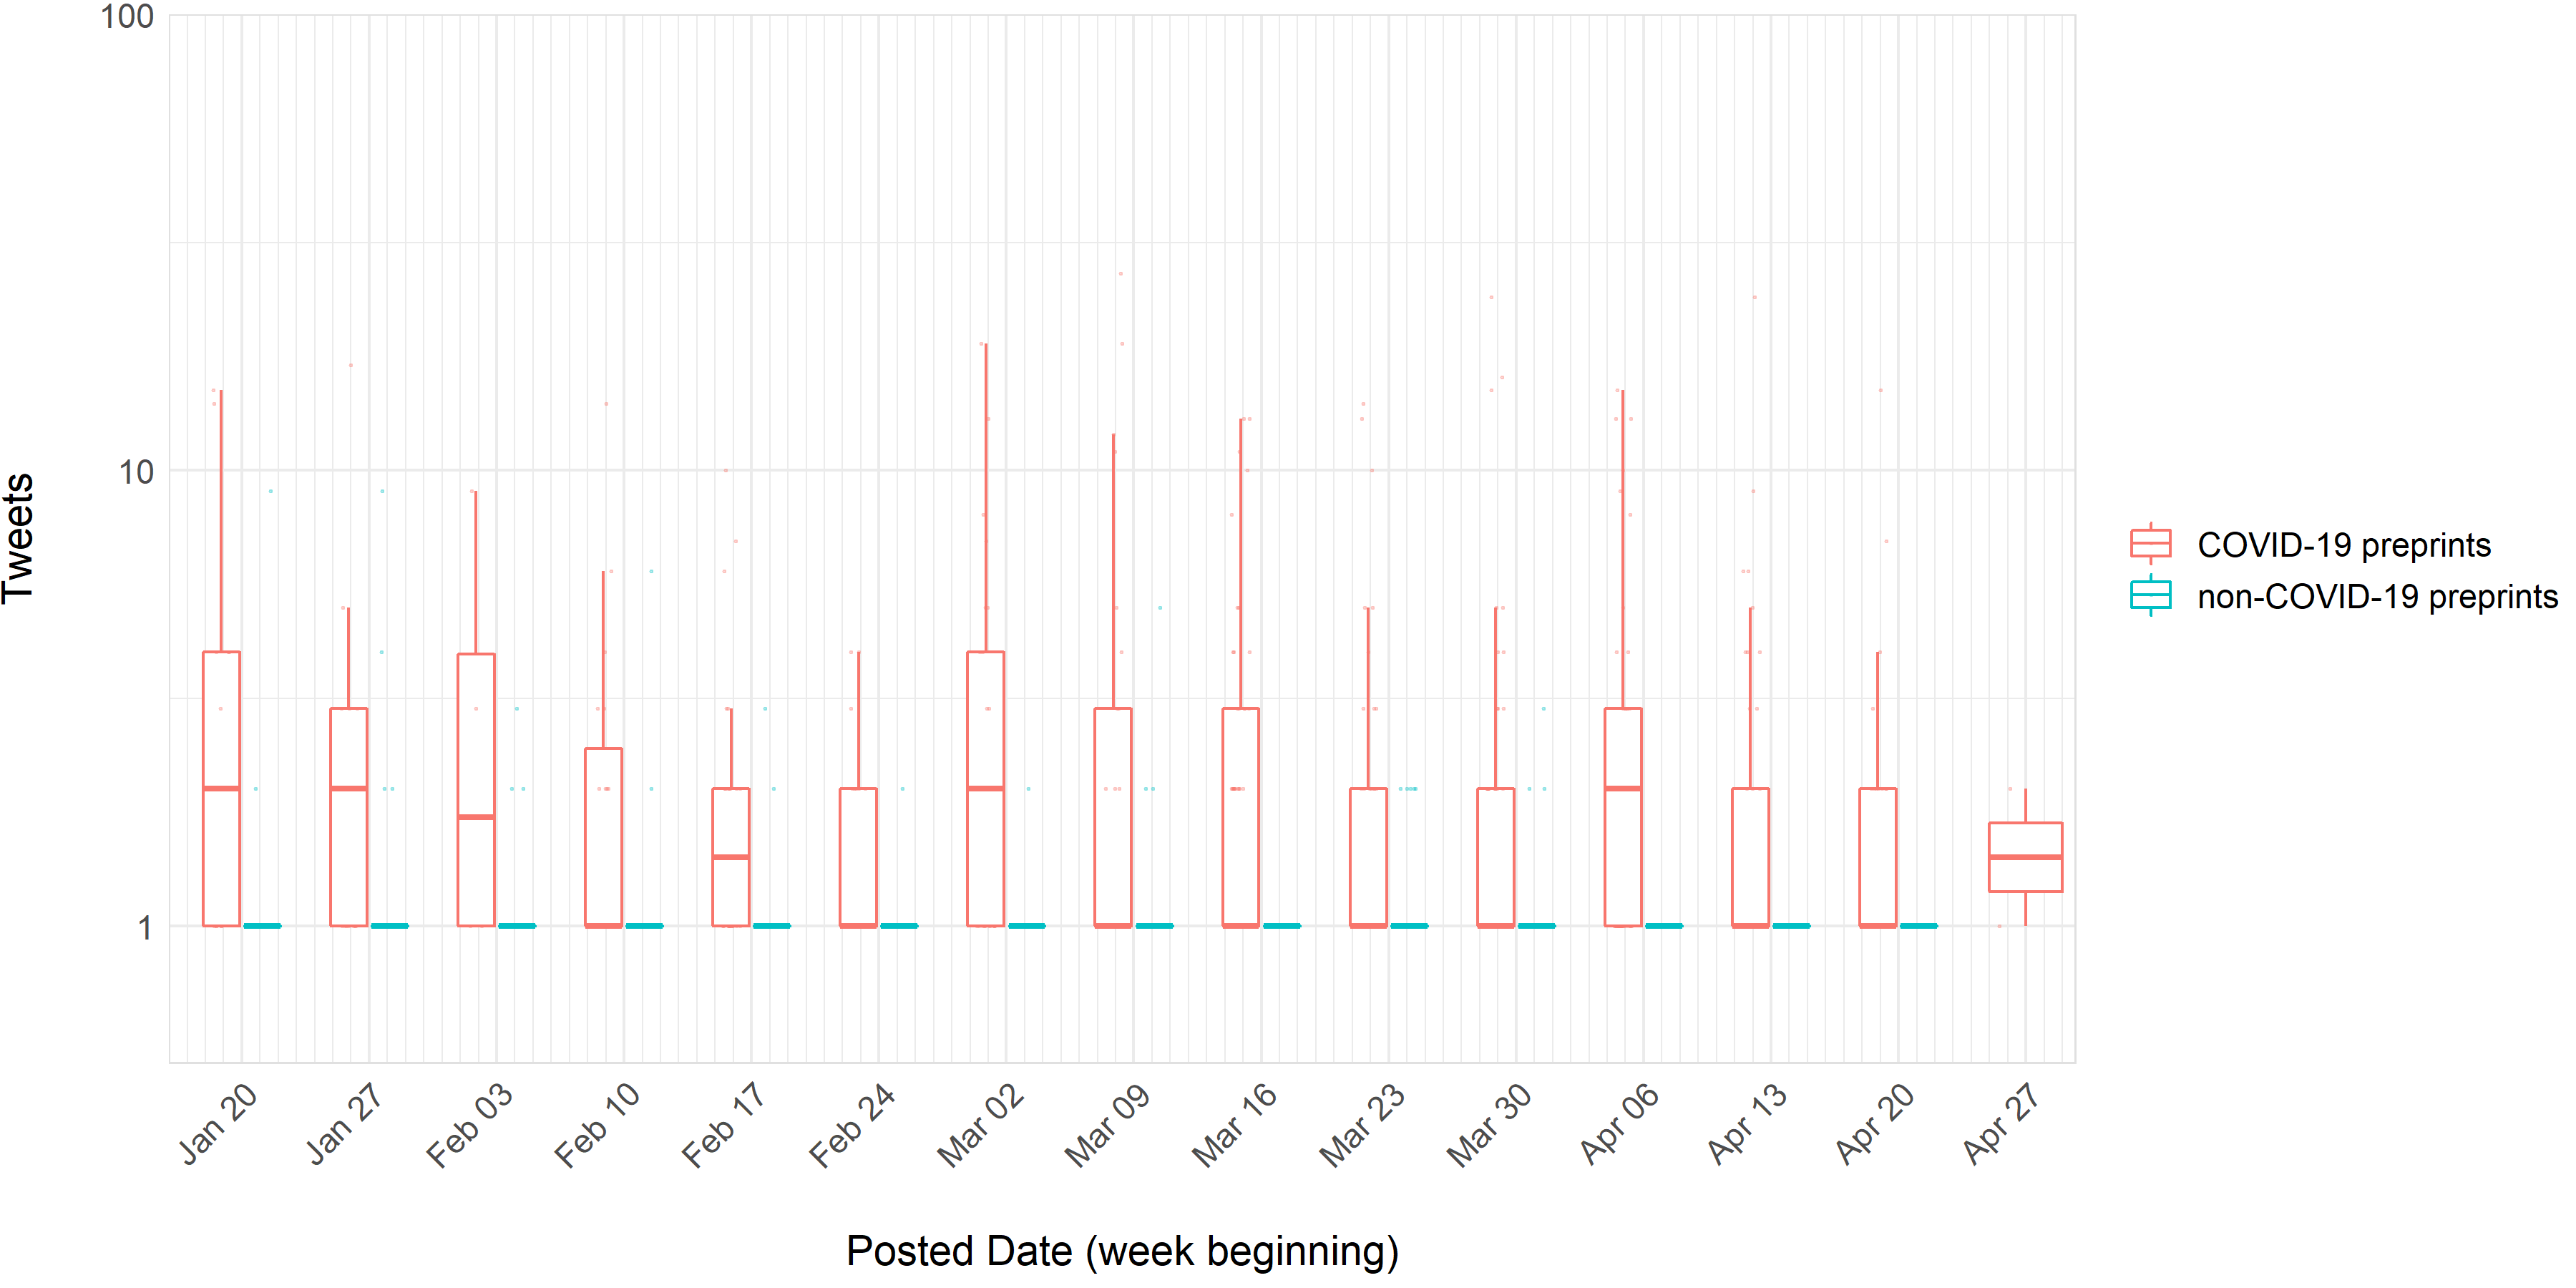 100
10
1
Tweets
Jan 20
Jan 27
Feb 03
Feb 10
Feb 17
Feb 24
Mar 02
Mar 09
Mar 16
Mar 23
Mar 30
Apr 06
Apr 13
Apr 20
Apr 27
Posted Date (week beginning)
COVID-19 preprints
non-COVID-19 preprints